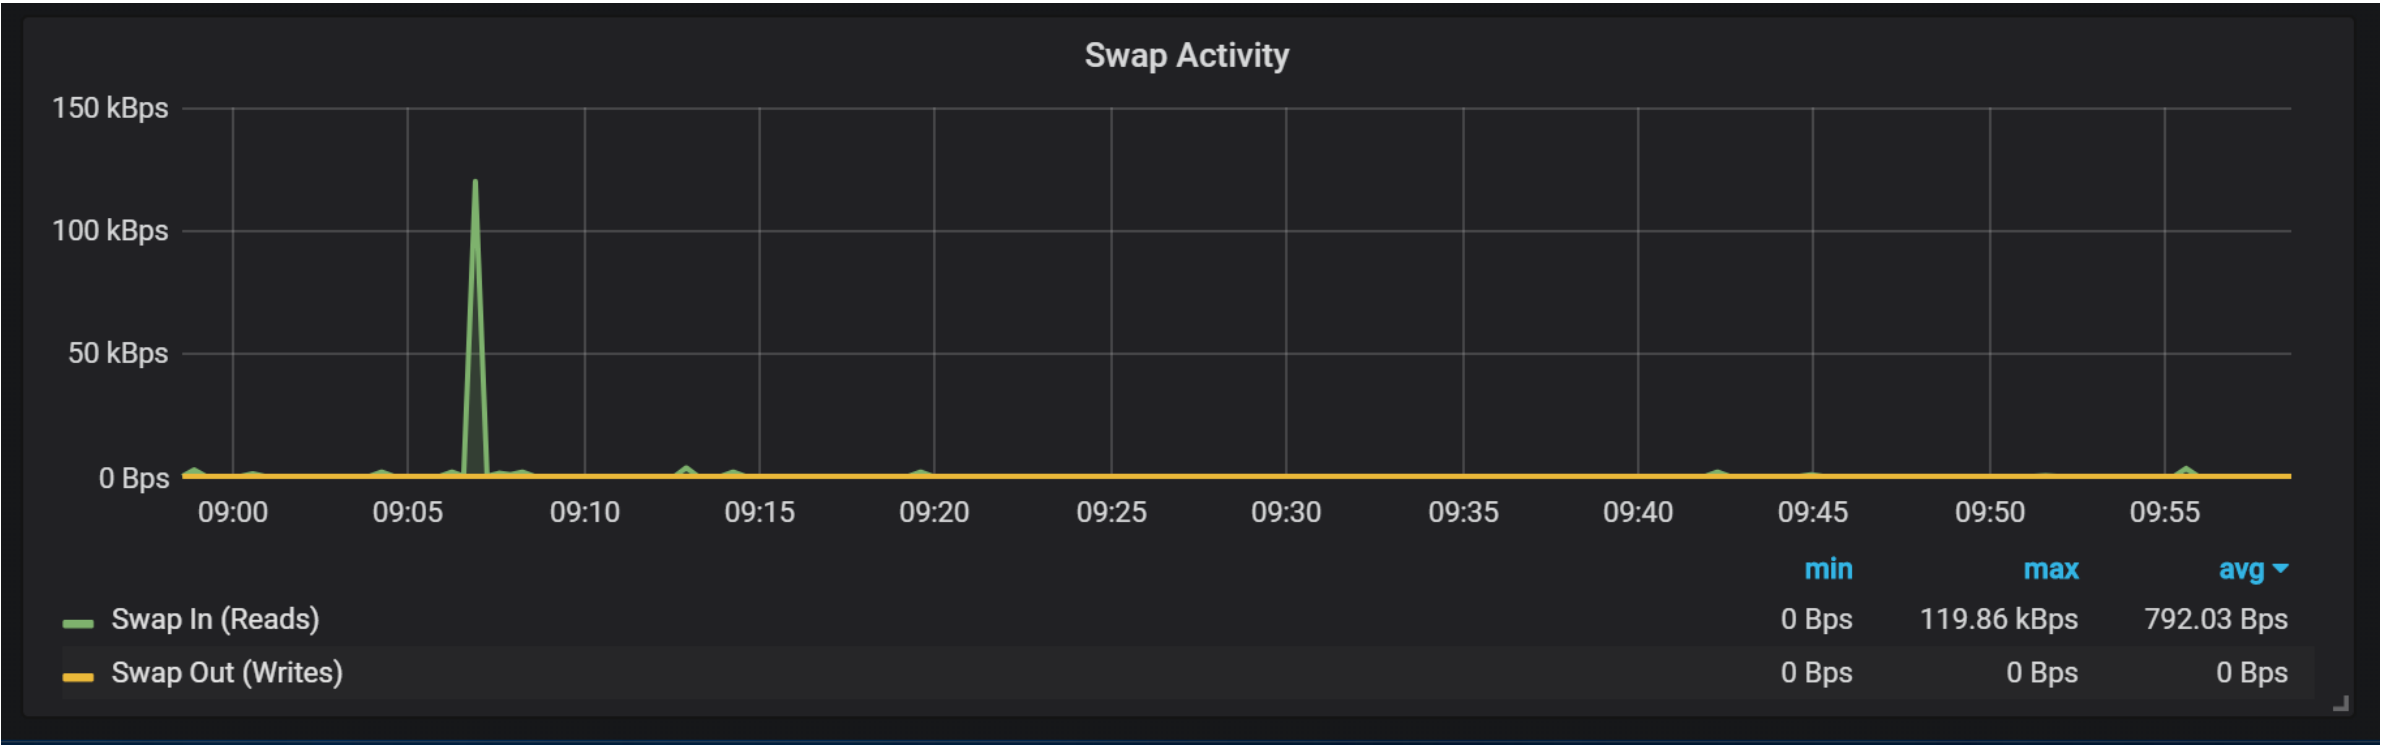 Swap Activity
150 kBps
100 kBps
50 kBps
0 Bps
09:00 09:05 09:10 09:15 09:20 09:25 09:30 09:35 09:40 09:45 09:50 09:55
min max avg
Swap In (Reads) 0 Bps 119.86 kBps 792.03 Bps
Swap Out (Writes) 0 Bps 0 Bps 0 Bps